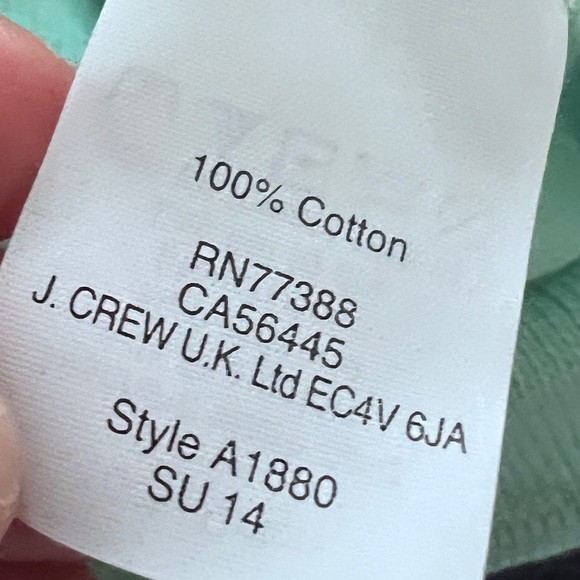 100% Cotton
RN77388
CA56445
J. CREW U.K. Ltd EC4V 6JA
Style A1880
SU 14